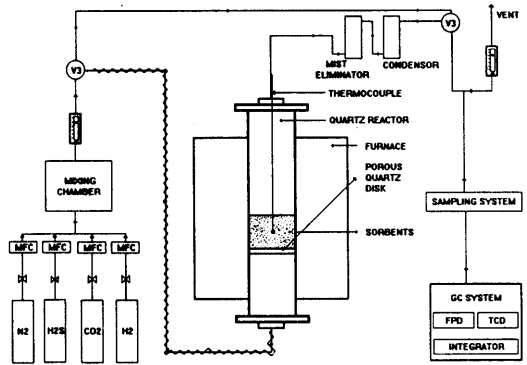 VENT
V3
V3
MIST
ELIMINATOR
CONDENSOR
THERMOCOUPLE
QUARTZ REACTOR
FURNACE
POROUS
QUARTZ
DISK
MIXING
CHAMBER
SAMPLING SYSTEM
SORBENTS
MFC MFC MFC MFC
GC SYSTEM
FPD TCD
INTEGRATOR
N2 H2S CO2 H2